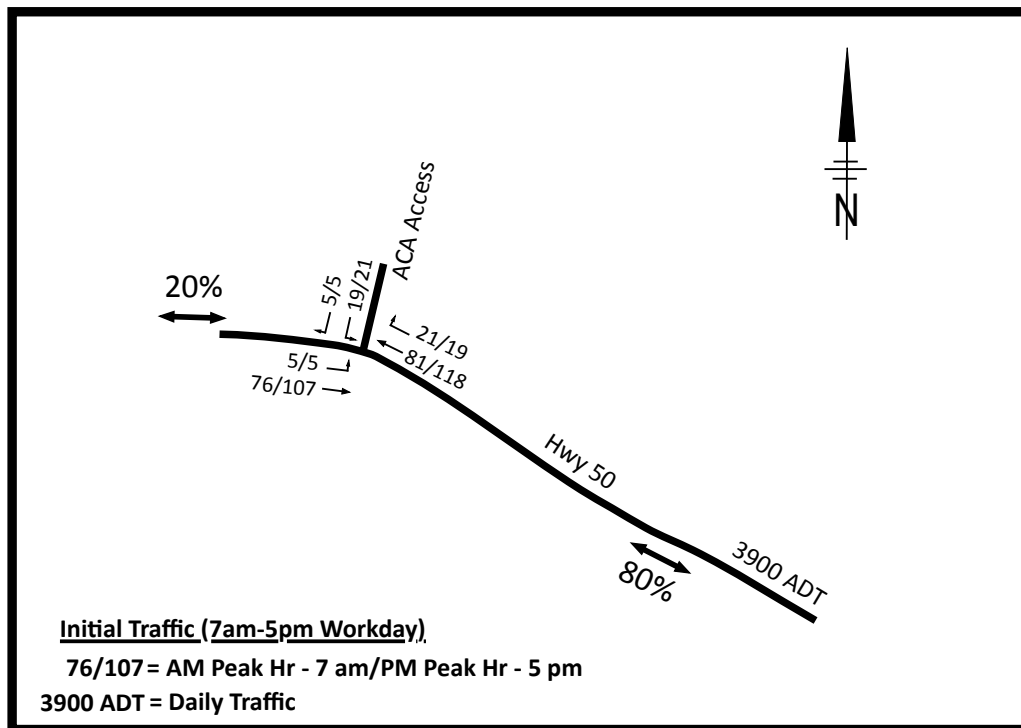 N
ACA Access
20%
5/5
19/21
21/19
81/118
5/5
76/107
Hwy 50
80%
3900 ADT
Initial Traffic (7am-5pm Workday)
76/107= AM Peak Hr - 7 am/PM Peak Hr - 5 pm
3900 ADT = Daily Traffic